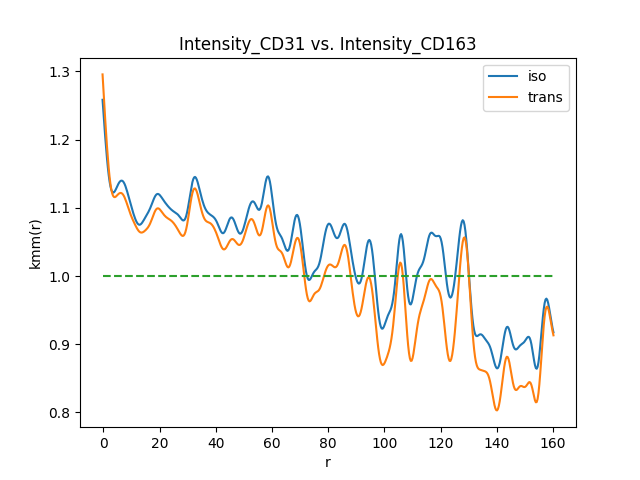 Intensity_CD31 vs. Intensity_CD163
iso
trans
kmm(r)
1.3
1.2
1.1
1.0
0.9
0.8
0 20 40 60 80 100 120 140 160
r